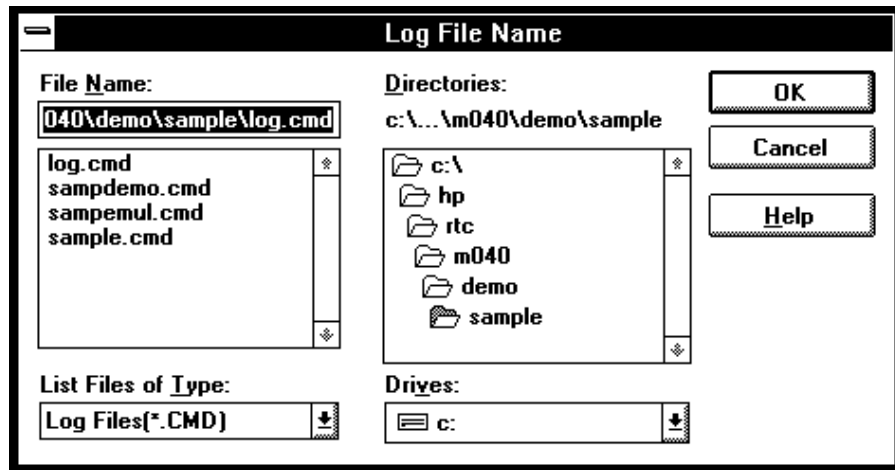 Log File Name
File Name:
040\demo\sample\log.cmd
log.cmd
sampdemo.cmd
sampemul.cmd
sample.cmd
List Files of Type:
Log Files(*.CMD)
Directories:
c:\...\m040\demo\sample
c:\
hp
rtc
m040
demo
sample
Drives:
c:
OK
Cancel
Help